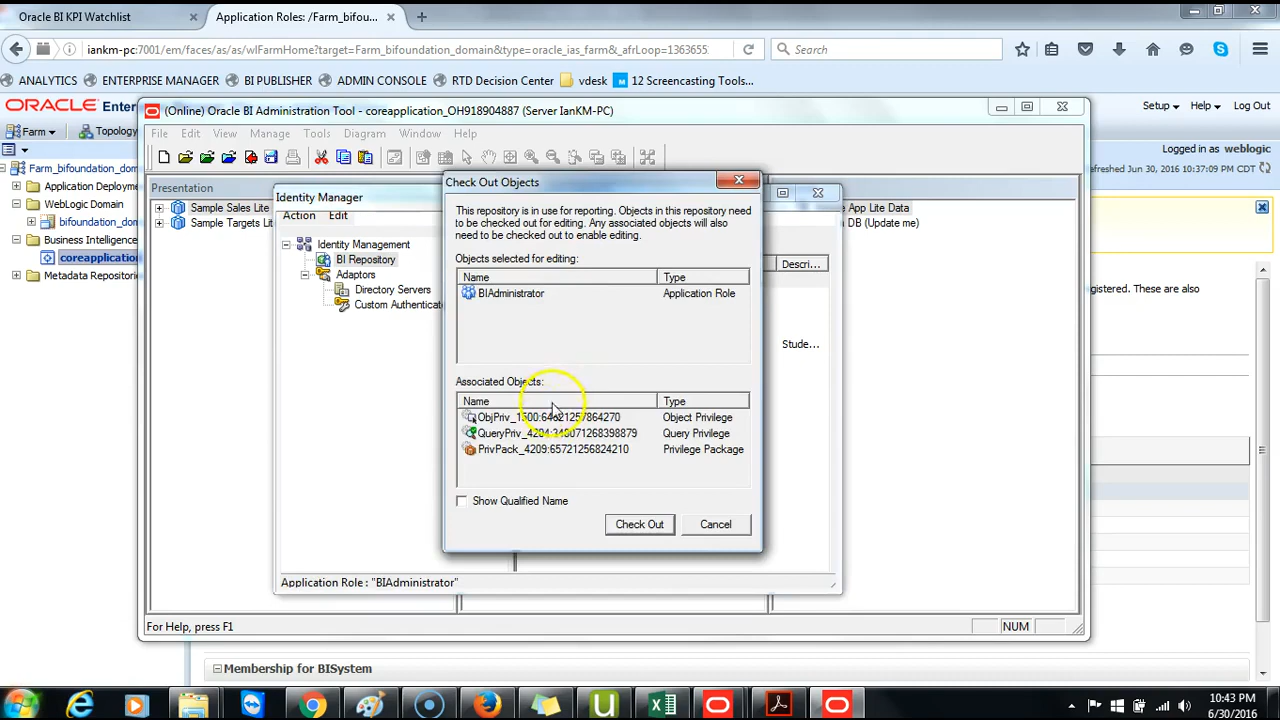 Oracle BI KPI Watchlist
Application Roles: /Farm_bifou...
iankm-pc:7001/em/faces/as/as/wlFarmHome?target=Farm_bifoundation_domain&type=oracle_ias_farm&_afrLoop=1363655
Search
ANALYTICS
ENTERPRISE MANAGER
BI PUBLISHER
ADMIN CONSOLE
RTD Decision Center
vdesk
12 Screencasting Tools...
ORACLE Enter
Setup
Help
Log Out
Farm
Topology
(Online) Oracle BI Administration Tool - coreapplication_OH918904887 (Server IanKM-PC)
File Edit View Manage Tools Diagram Window Help
Logged in as weblogic
efreshed Jun 30, 2016 10:37:09 PM CDT
Farm_bifoundation_dom
Application Deployme
WebLogic Domain
bifoundation_dom
Business Intelligence
coreapplication
Metadata Repositorie
Presentation
Sample Sales Lite
Sample Targets Lite
App Lite Data
DB (Update me)
Identity Manager
Action Edit
Identity Management
BI Repository
Adaptors
Directory Servers
Custom Authenticat
Descri...
Stude...
Check Out Objects
This repository is in use for reporting. Objects in this repository need
to be checked out for editing. Any associated objects will also
need to be checked out to enable editing.
Objects selected for editing:
Name Type
BIAdministrator Application Role
Associated Objects:
Name Type
Object Privilege
QueryPriv_4204:340071268398879 Query Privilege
PrivPack_4209:65721256824210 Privilege Package
Show Qualified Name
Check Out Cancel
egistered. These are also
Application Role : "BIAdministrator"
For Help, press F1
NUM
Membership for BISystem
10:43 PM
6/30/2016